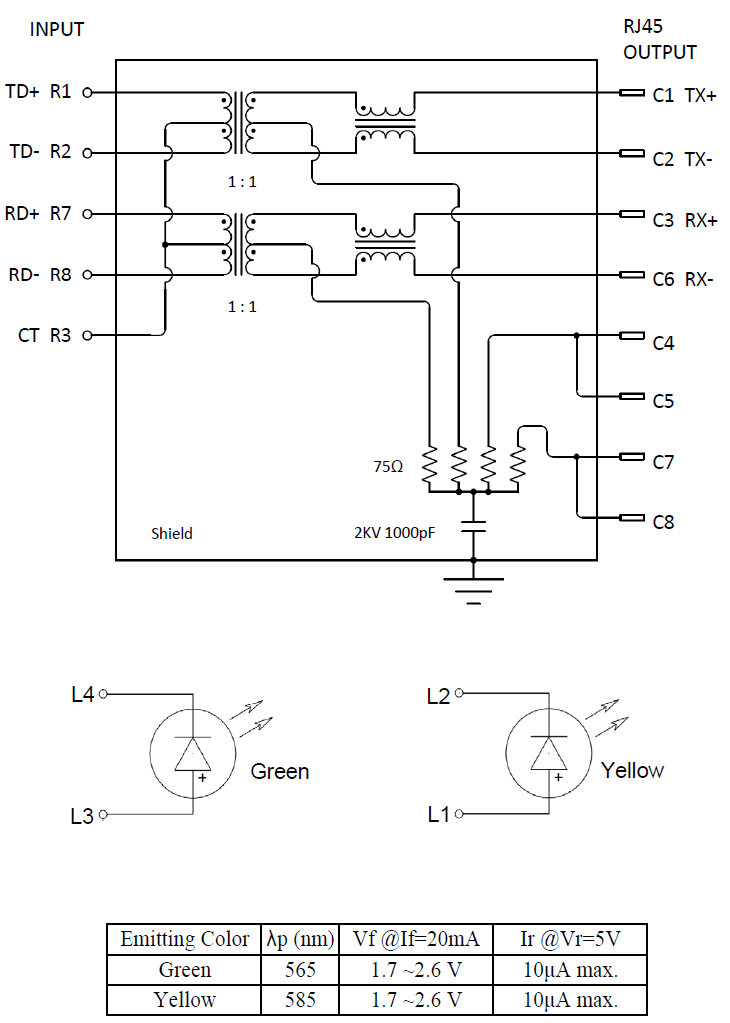 INPUT
RJ45
OUTPUT
TD+ R1
C1 TX+
TD- R2
C2 TX-
1 : 1
RD+ R7
C3 RX+
RD- R8
C6 RX-
1 : 1
CT R3
C4
C5
75Ω
C7
Shield
2KV 1000pF
C8
L4
L2
+
Green
+
Yellow
L3
L1
Emitting Color λp (nm) Vf @If=20mA Ir @Vr=5V
Green 565 1.7 ~2.6 V 10μA max.
Yellow 585 1.7 ~2.6 V 10μA max.